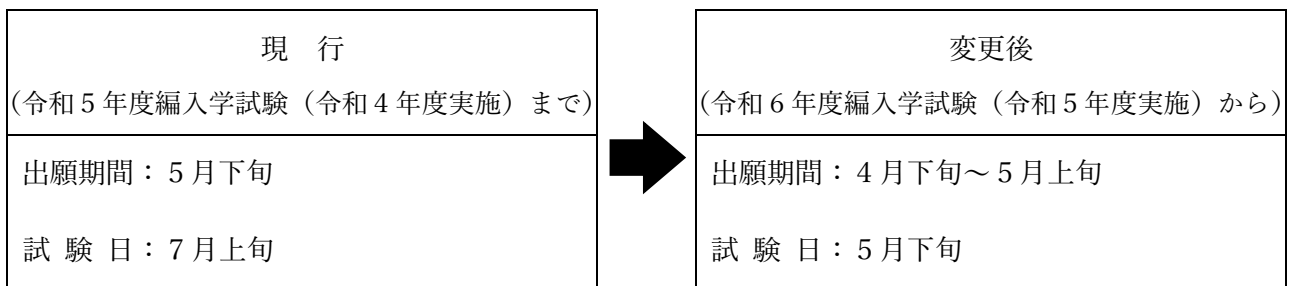 現　行
(令和５年度編入学試験（令和４年度実施）まで)
出願期間：５月下旬
試 験 日：７月上旬
変更後
(令和６年度編入学試験（令和５年度実施）から)
出願期間：４月下旬～５月上旬
試 験 日：５月下旬